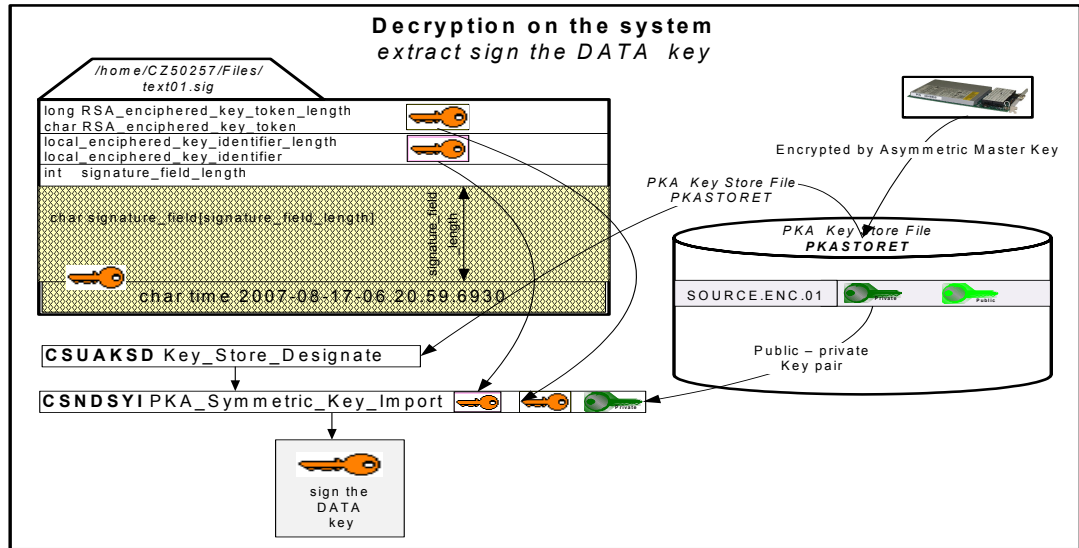 Decryption on the system
extract sign the DATA key
/home/CZ50257/Files/
text01.sig
long RSA_enciphered_key_token_length
char RSA_enciphered_key_token
local_enciphered_key_identifier_length
local_enciphered_key_identifier
int signature_field_length
char signature_field[signature_field_length]
signature_field
_length
char time 2007-08-17-06.20.59.6930
Encrypted by Asymmetric Master Key
PKA Key Store File
PKASTORET
PKA Key Store File
PKASTORET
SOURCE.ENC.01
Private
Public
Public – private
Key pair
CSUAKSD Key_Store_Designate
CSNDSYI PKA_Symmetric_Key_Import
Private
sign the
DATA
key